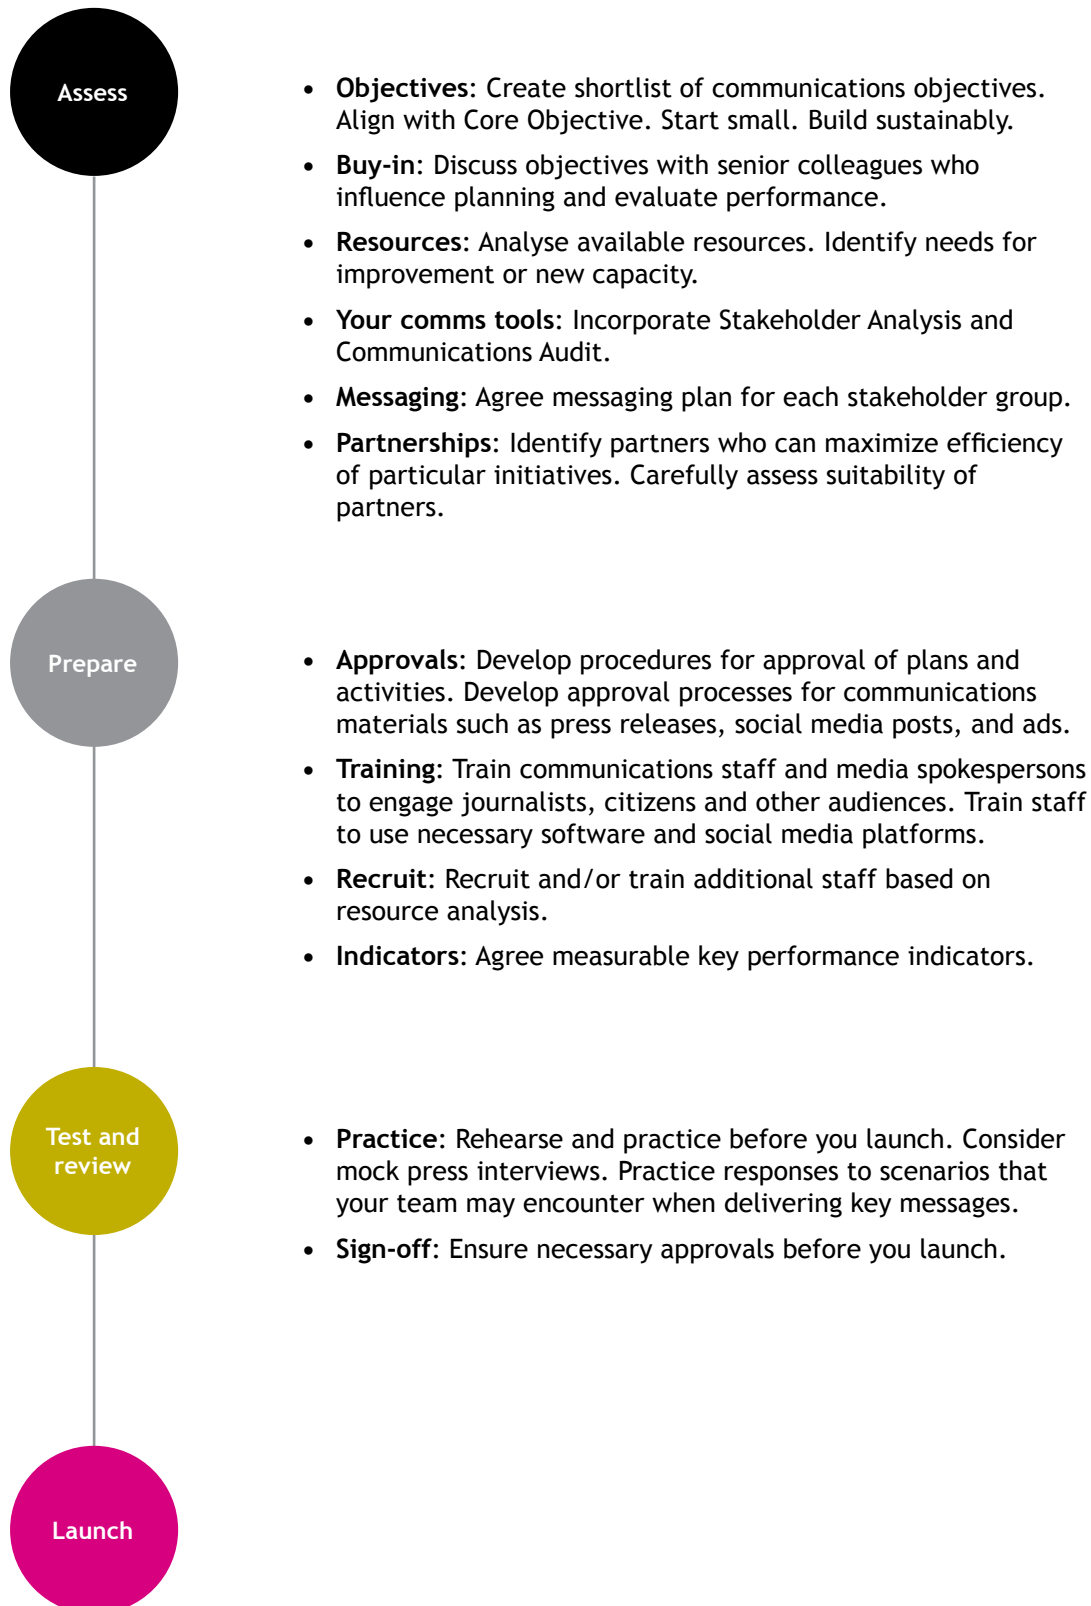 Assess
• Objectives: Create shortlist of communications objectives.
Align with Core Objective. Start small. Build sustainably.
• Buy-in: Discuss objectives with senior colleagues who
influence planning and evaluate performance.
• Resources: Analyse available resources. Identify needs for
improvement or new capacity.
• Your comms tools: Incorporate Stakeholder Analysis and
Communications Audit.
• Messaging: Agree messaging plan for each stakeholder group.
• Partnerships: Identify partners who can maximize efficiency
of particular initiatives. Carefully assess suitability of
partners.
Prepare
• Approvals: Develop procedures for approval of plans and
activities. Develop approval processes for communications
materials such as press releases, social media posts, and ads.
• Training: Train communications staff and media spokespersons
to engage journalists, citizens and other audiences. Train staff
to use necessary software and social media platforms.
• Recruit: Recruit and/or train additional staff based on
resource analysis.
• Indicators: Agree measurable key performance indicators.
Test and
review
• Practice: Rehearse and practice before you launch. Consider
mock press interviews. Practice responses to scenarios that
your team may encounter when delivering key messages.
• Sign-off: Ensure necessary approvals before you launch.
Launch